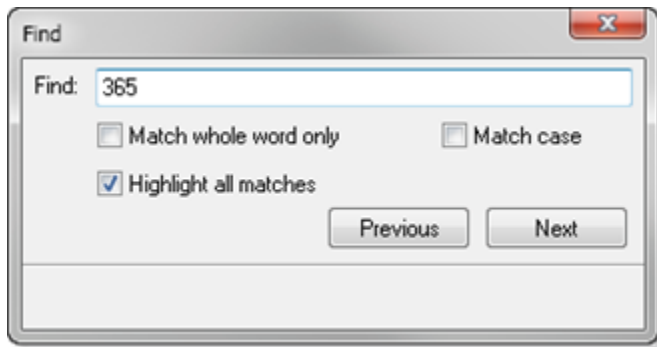 Find
Find: 365
Match whole word only Match case
Highlight all matches
Previous Next